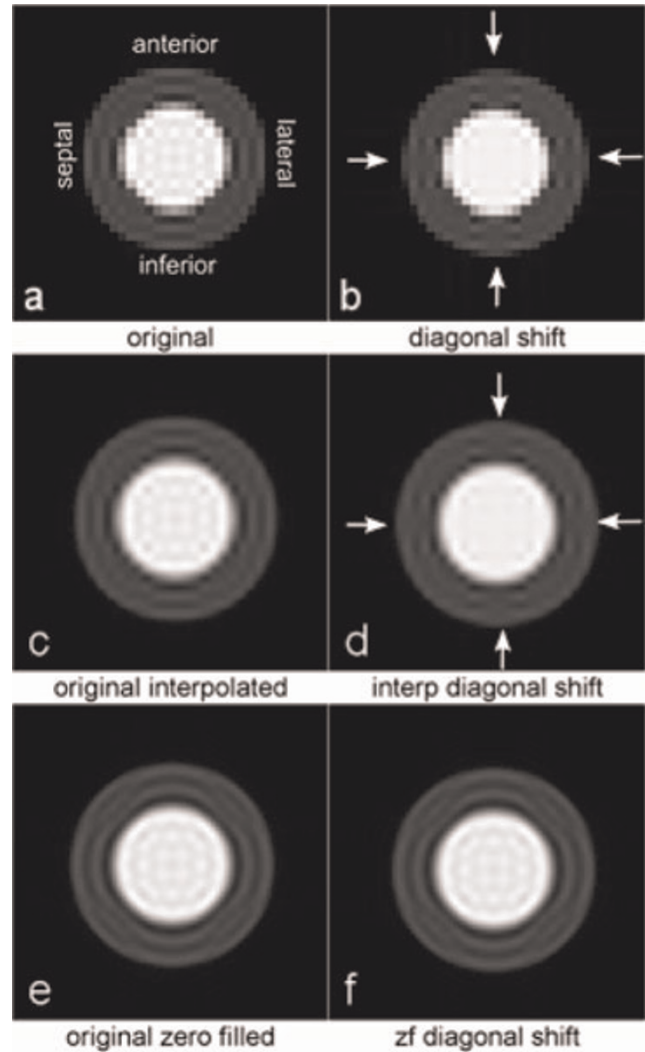 anterior
septal
lateral
inferior
a
b
original
diagonal shift
c
d
original interpolated
interp diagonal shift
e
f
original zero filled
zf diagonal shift